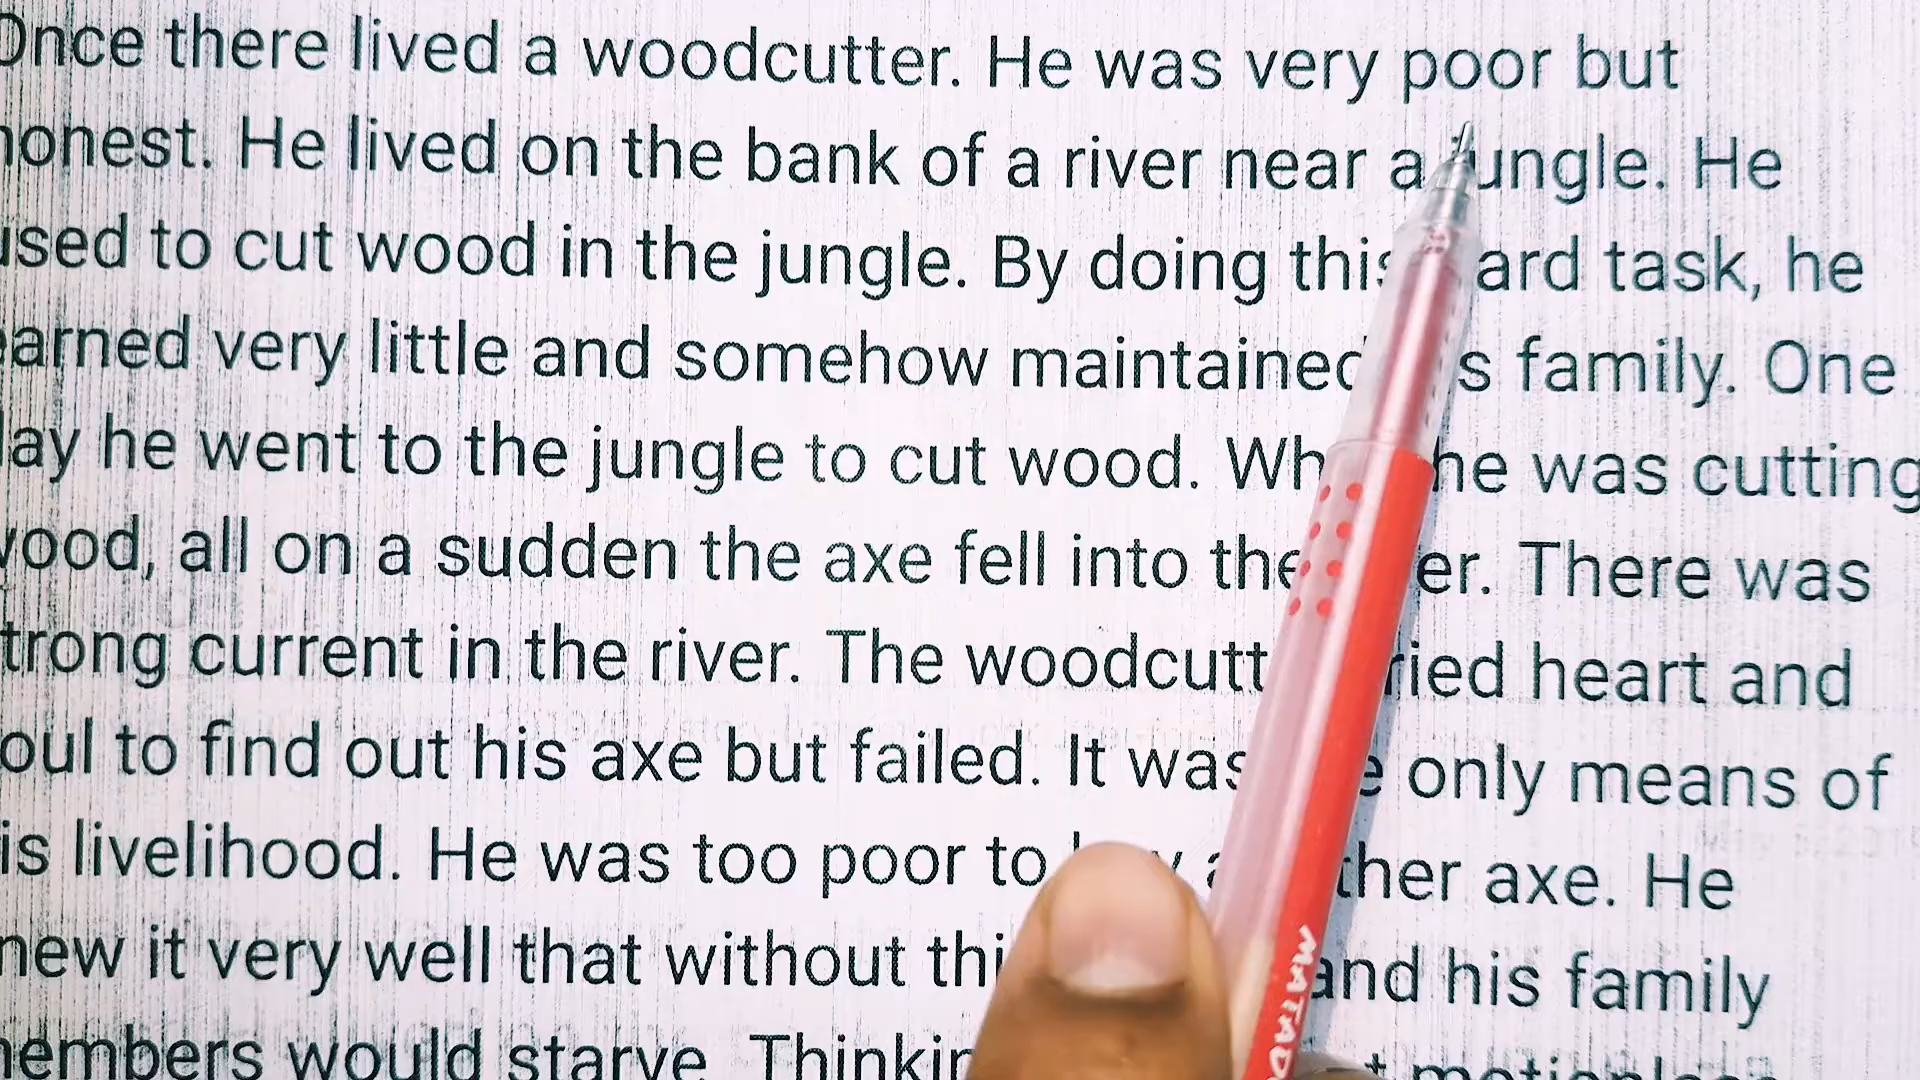 Once there lived a woodcutter. He was very poor but
honest. He lived on the bank of a river near a jungle. He
used to cut wood in the jungle. By doing this hard task, he
earned very little and somehow maintained his family. One
day he went to the jungle to cut wood. he was cutting
wood, all on a sudden the axe fell into the river. There was
strong current in the river. The woodcutter tried heart and
soul to find out his axe but failed. It was the only means of
his livelihood. He was too poor to buy another axe. He
knew it very well that without and his family
members would starve. motionless
MATADOR